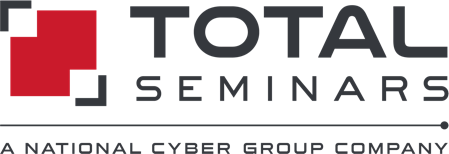 TOTAL
SEMINARS
A NATIONAL CYBER GROUP COMPANY